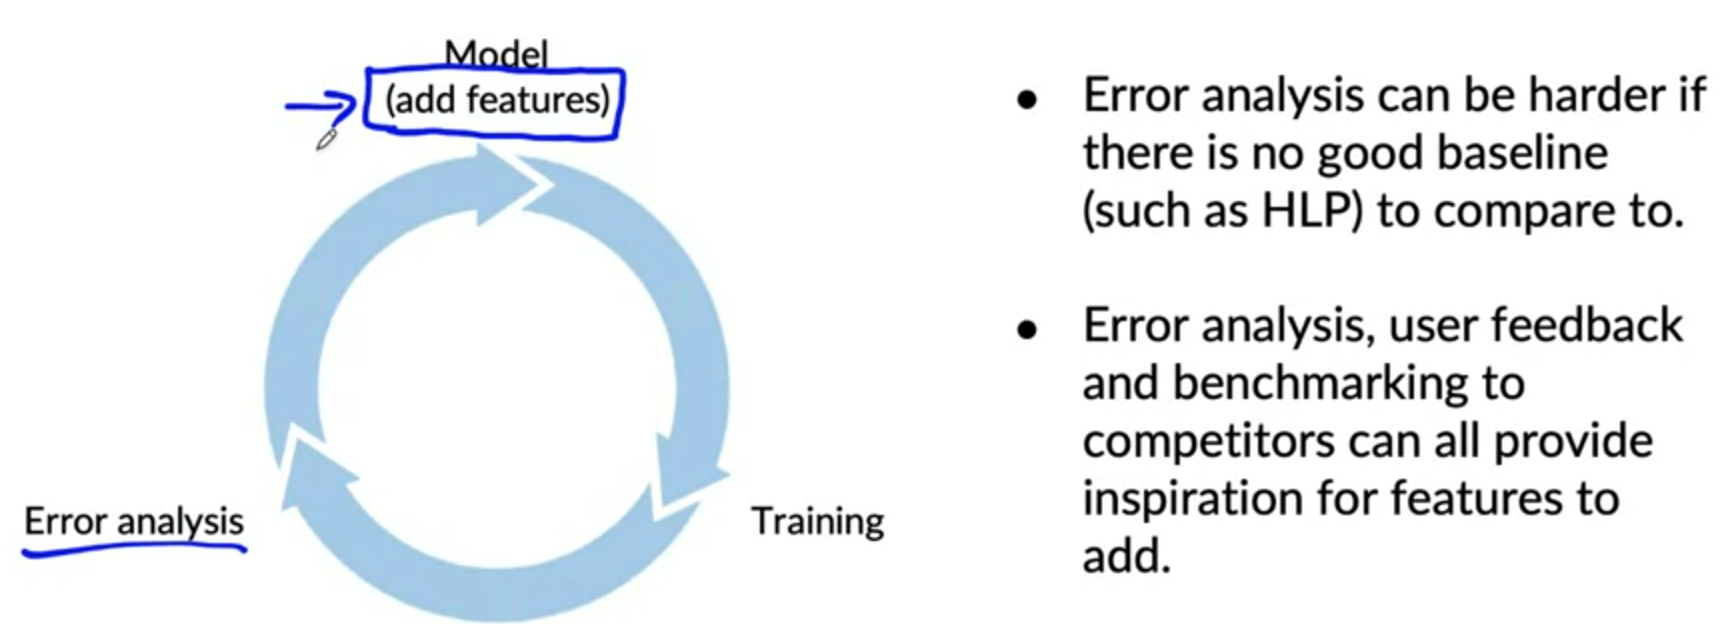 Model
(add features)
Error analysis
Training
● Error analysis can be harder if
there is no good baseline
(such as HLP) to compare to.
● Error analysis, user feedback
and benchmarking to
competitors can all provide
inspiration for features to
add.